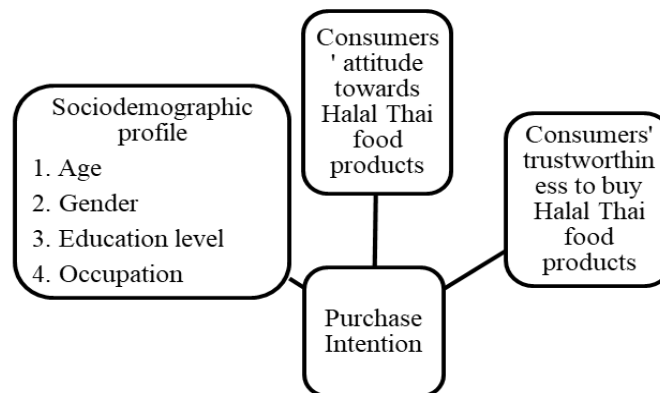 Sociodemographic
profile
1. Age
2. Gender
3. Education level
4. Occupation
Consumers
' attitude
towards
Halal Thai
food
products
Consumers'
trustworthin
ess to buy
Halal Thai
food
products
Purchase
Intention